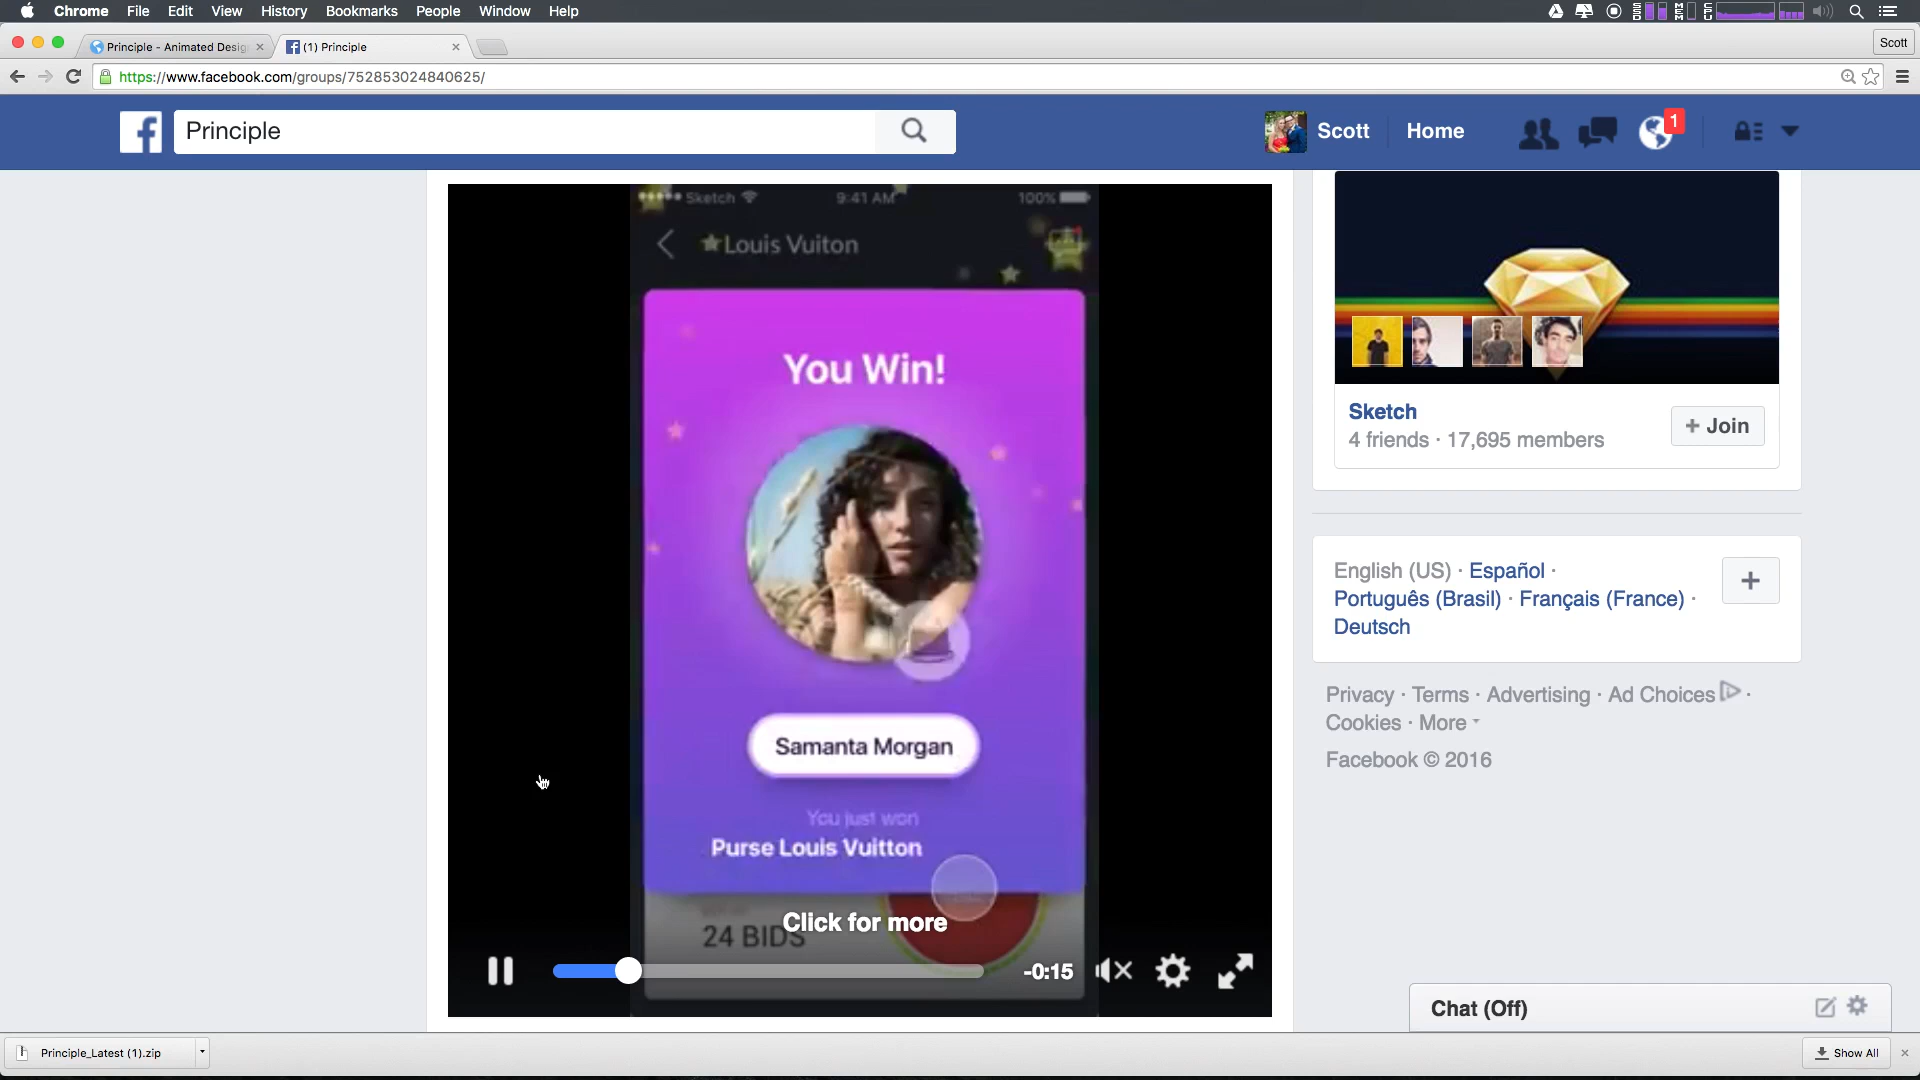 Chrome File Edit View History Bookmarks People Window Help
Principle - Animated Desig
(1) Principle
Scott
https://www.facebook.com/groups/752853024840625/
Principle
Scott
Home
1
Sketch
9:41 AM
100%
Louis Vuiton
You Win!
Samanta Morgan
You just won
Purse Louis Vuitton
Click for more
24 BIDS
-0:15
Sketch
4 friends · 17,695 members
+ Join
English (US) · Español ·
Português (Brasil) · Français (France) ·
Deutsch
Privacy · Terms · Advertising · Ad Choices ·
Cookies · More
Facebook © 2016
Chat (Off)
Principle_Latest (1).zip
Show All